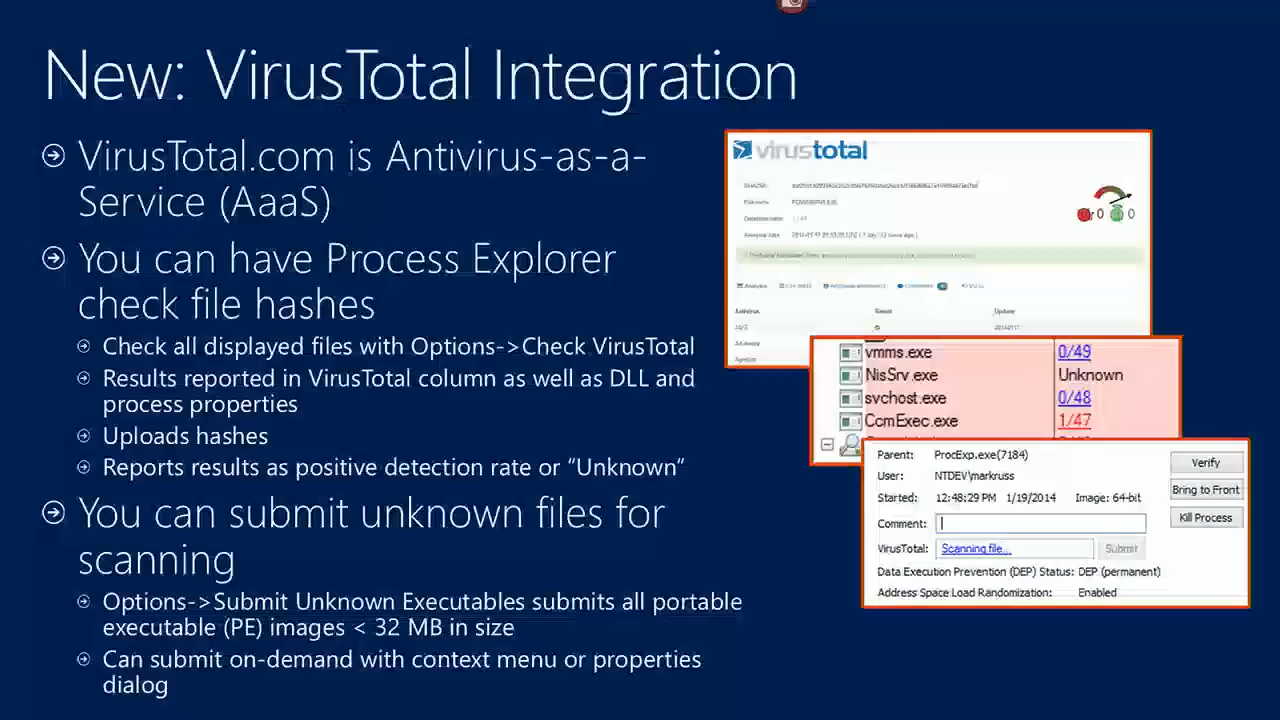 New: VirusTotal Integration
VirusTotal.com is Antivirus-as-a-
Service (AaaS)
You can have Process Explorer
check file hashes
Check all displayed files with Options->Check VirusTotal
Results reported in VirusTotal column as well as DLL and
process properties
Uploads hashes
Reports results as positive detection rate or “Unknown”
You can submit unknown files for
scanning
Options->Submit Unknown Executables submits all portable
executable (PE) images < 32 MB in size
Can submit on-demand with context menu or properties
dialog
virustotal
0 0
Antivirus Result Update
vmms.exe 0/49
NisSrv.exe Unknown
svchost.exe 0/48
CcmExec.exe 1/47
Parent: ProcExp.exe(7184)
User: NTDEV\markruss
Started: 12:48:29 PM 1/19/2014 Image: 64-bit
Comment:
VirusTotal: Scanning file... Submit
Data Execution Prevention (DEP) Status: DEP (permanent)
Address Space Load Randomization: Enabled
Verify
Bring to Front
Kill Process